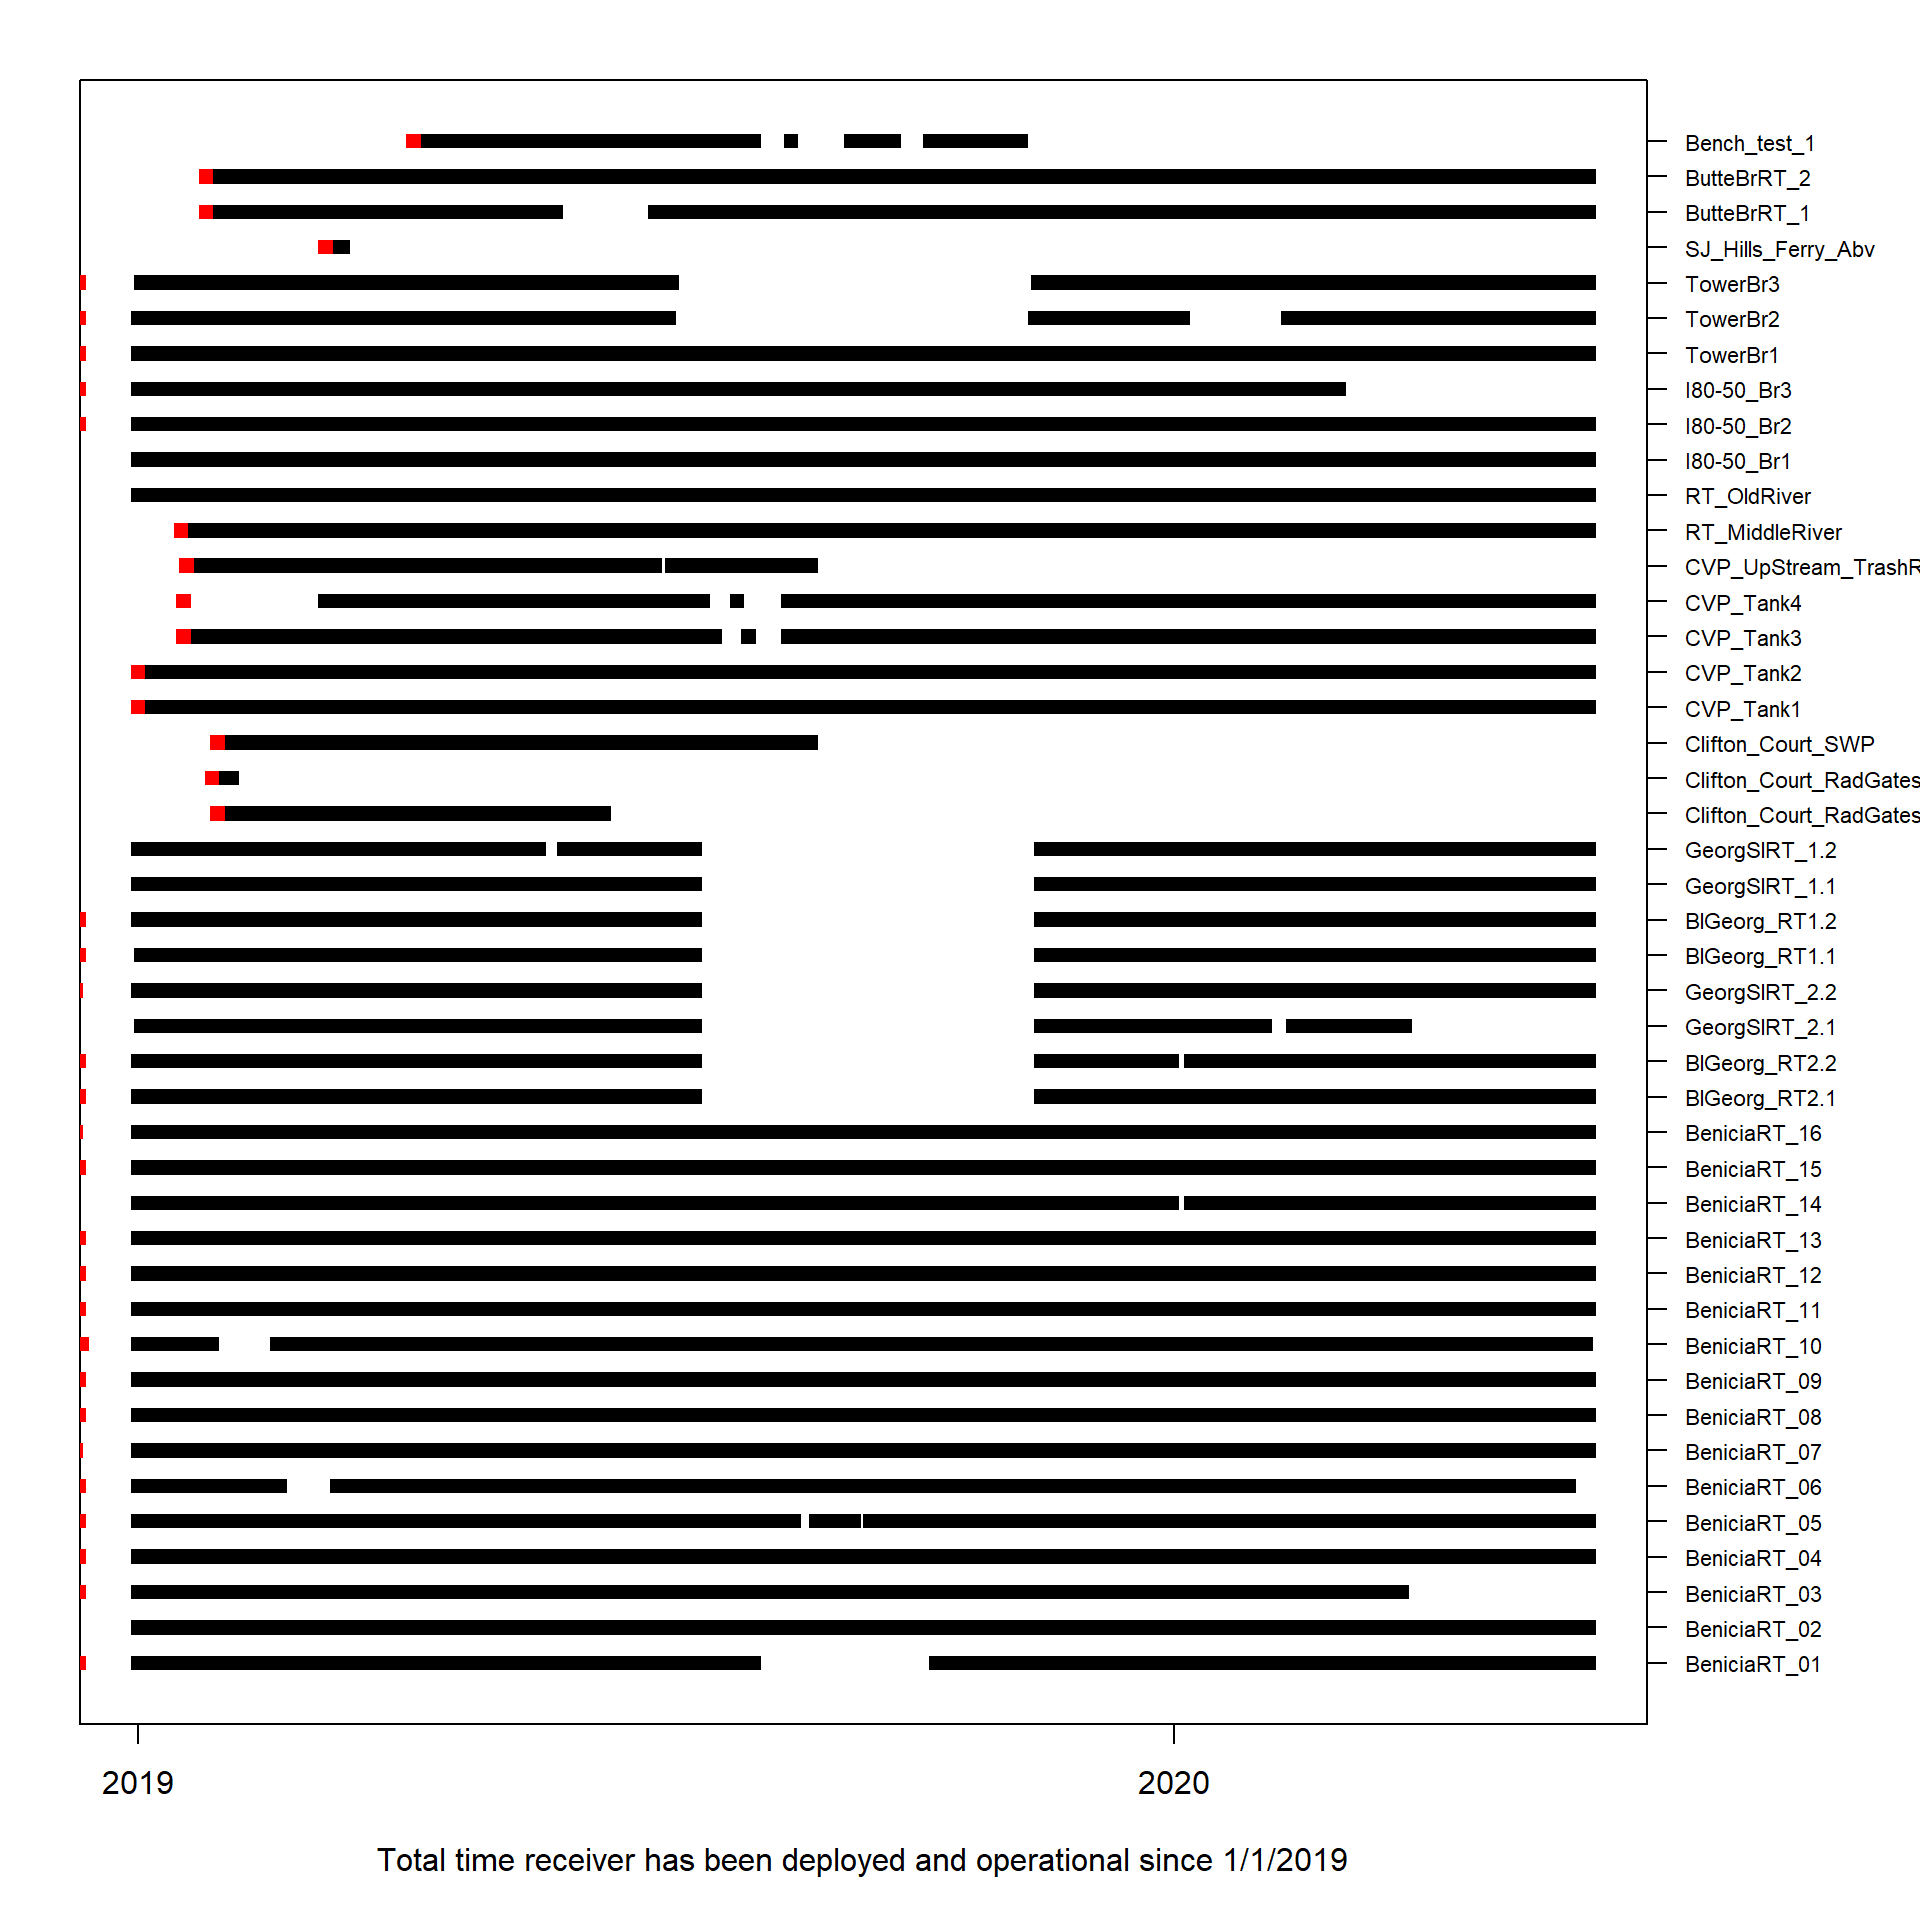 Bench_test_1
ButteBrRT_2
ButteBrRT_1
SJ_Hills_Ferry_Abv
TowerBr3
TowerBr2
TowerBr1
I80-50_Br3
I80-50_Br2
I80-50_Br1
RT_OldRiver
RT_MiddleRiver
CVP_UpStream_TrashR
CVP_Tank4
CVP_Tank3
CVP_Tank2
CVP_Tank1
Clifton_Court_SWP
Clifton_Court_RadGates
Clifton_Court_RadGates
GeorgSlRT_1.2
GeorgSlRT_1.1
BlGeorg_RT1.2
BlGeorg_RT1.1
GeorgSlRT_2.2
GeorgSlRT_2.1
BlGeorg_RT2.2
BlGeorg_RT2.1
BeniciaRT_16
BeniciaRT_15
BeniciaRT_14
BeniciaRT_13
BeniciaRT_12
BeniciaRT_11
BeniciaRT_10
BeniciaRT_09
BeniciaRT_08
BeniciaRT_07
BeniciaRT_06
BeniciaRT_05
BeniciaRT_04
BeniciaRT_03
BeniciaRT_02
BeniciaRT_01
2019 2020
Total time receiver has been deployed and operational since 1/1/2019